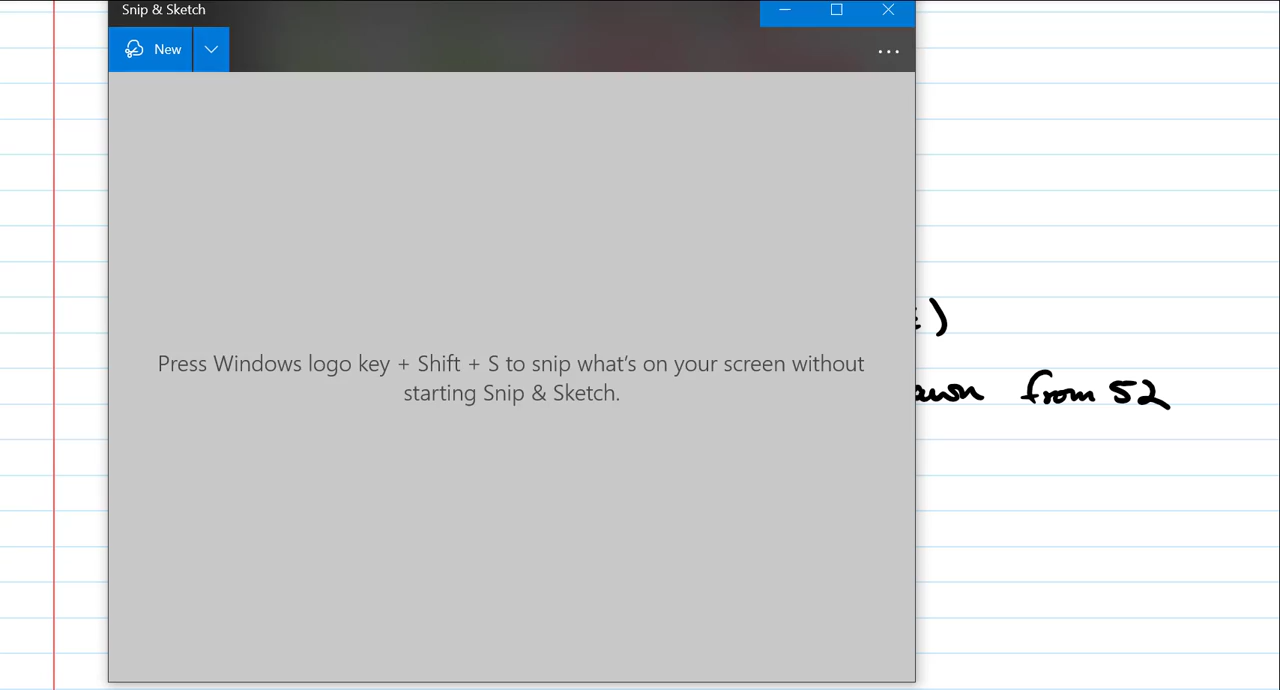 Snip & Sketch
New
Press Windows logo key + Shift + S to snip what's on your screen without
starting Snip & Sketch.
)
from 52